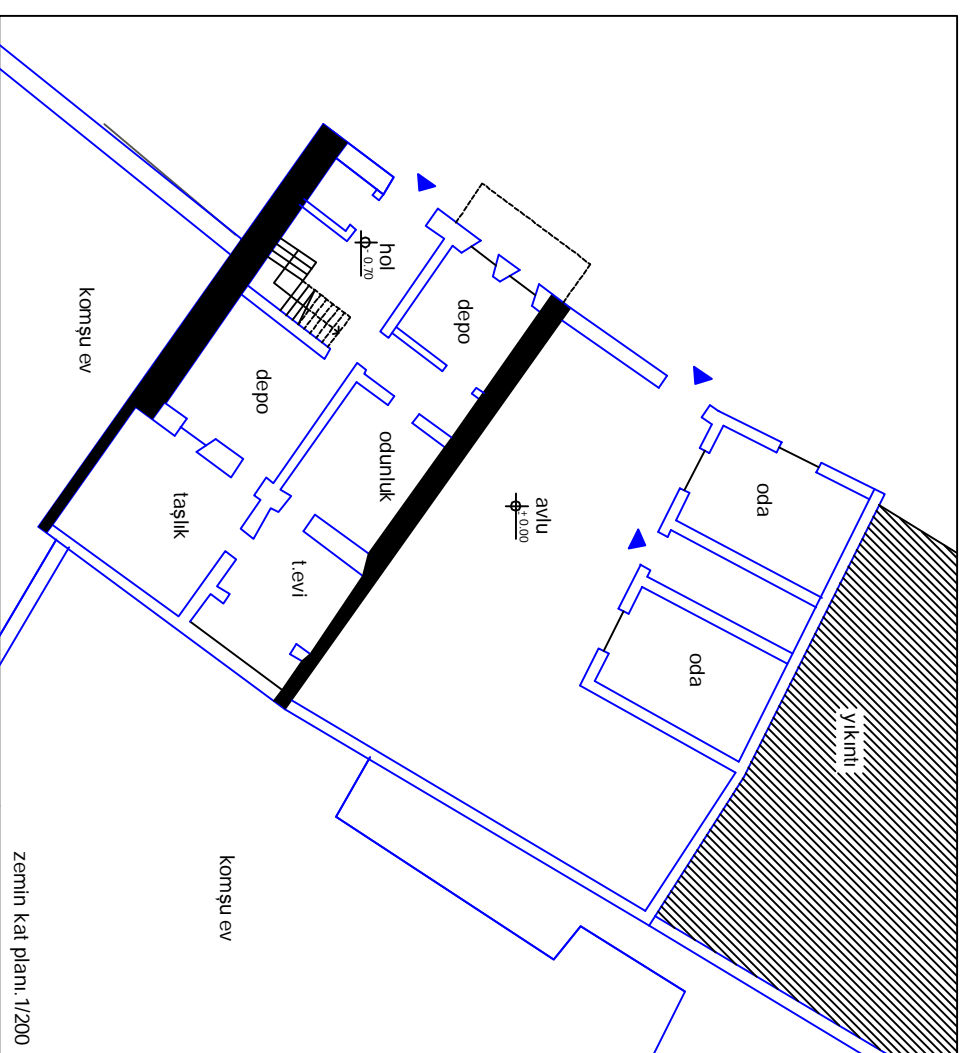 yıkıntı
oda
oda
avlu
± 0.00
depo
hol
- 0.70
odunluk
t.evi
depo
komşu ev
taşlık
komşu ev
zemin kat planı.1/200